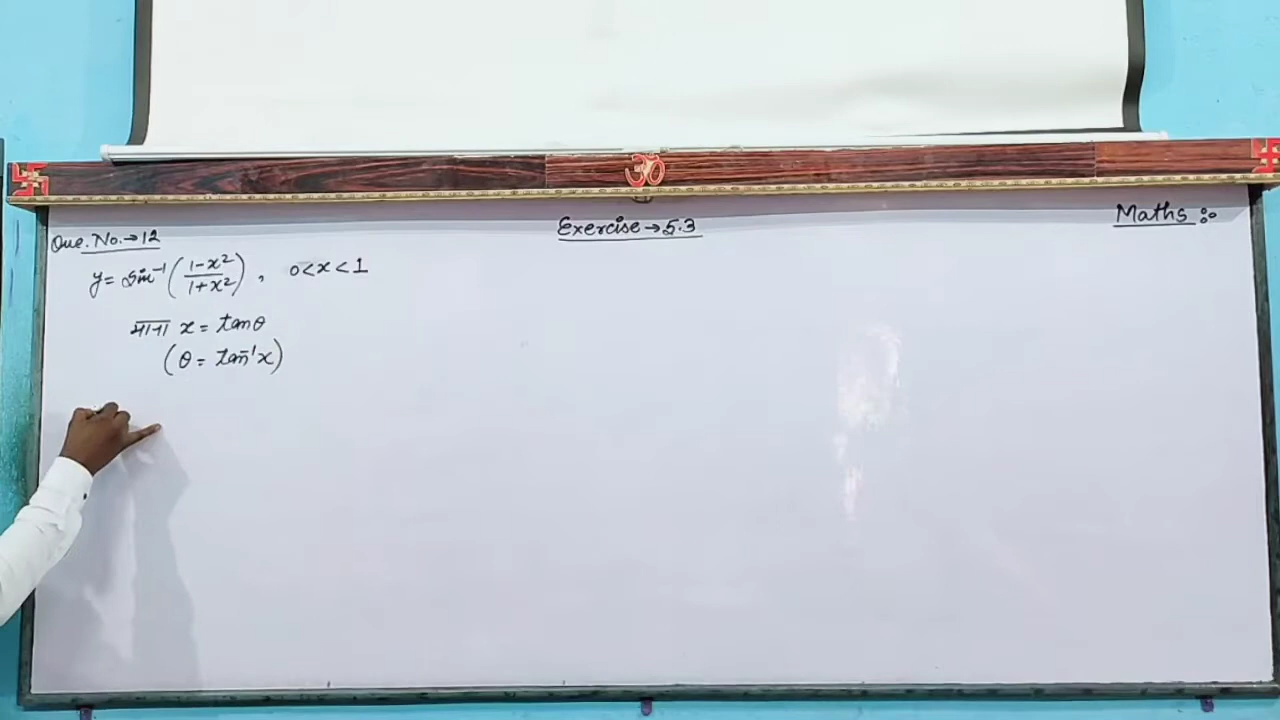 Maths :-
Exercise → 5.3
Que. No. → 12
y = sin⁻¹ (1-x²/1+x²), 0<x<1
माना x = tanθ
(θ = tan⁻¹x)
ॐ